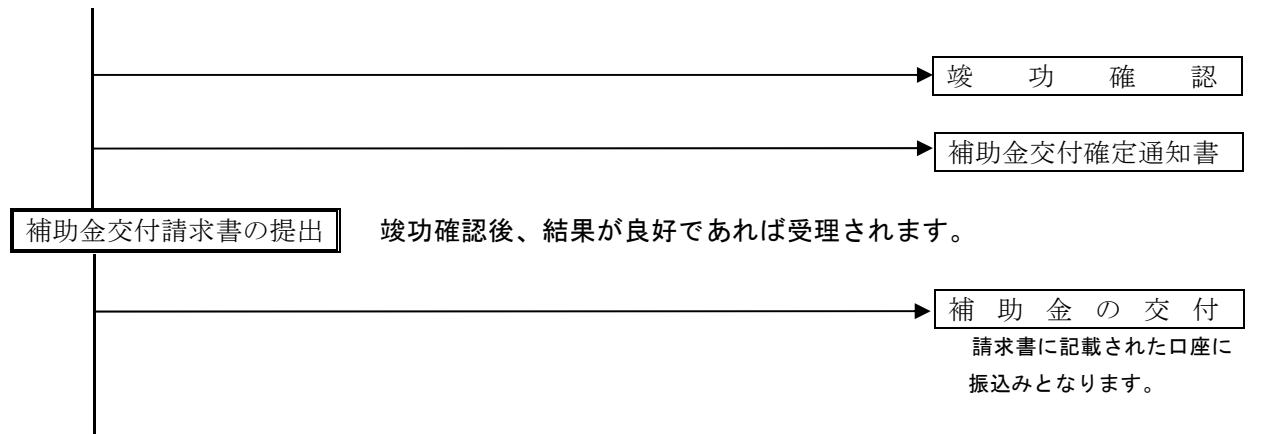 竣功確認
補助金交付確定通知書
補助金交付請求書の提出 竣功確認後、結果が良好であれば受理されます。
補助金の交付
請求書に記載された口座に
振込みとなります。